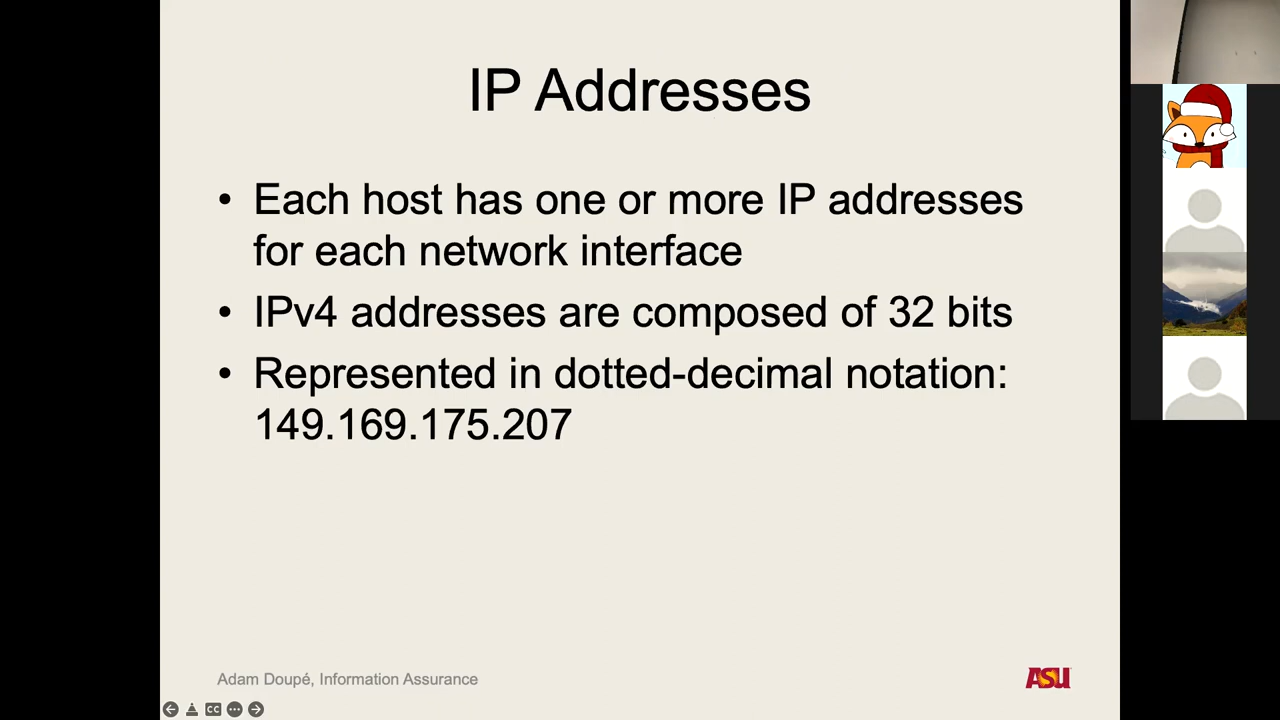 IP Addresses
• Each host has one or more IP addresses
for each network interface
• IPv4 addresses are composed of 32 bits
• Represented in dotted-decimal notation:
149.169.175.207
Adam Doupé, Information Assurance
ASU
CC